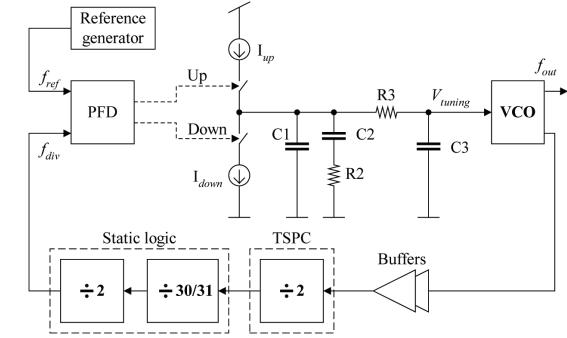 Reference
generator
I_up
f_ref
Up
PFD
R3
V_tuning
f_out
VCO
Down
C1
C2
f_div
R2
C3
I_down
Static logic
TSPC
Buffers
÷2
÷30/31
÷2